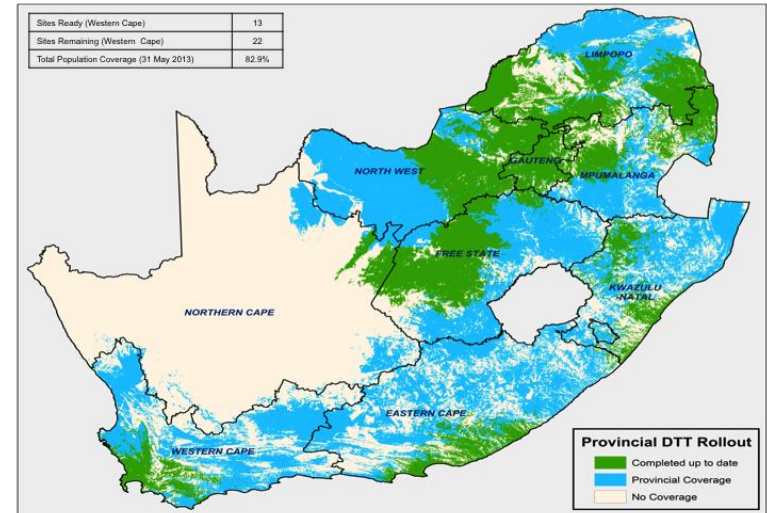 Sites Ready (Western Cape) 13
Sites Remaining (Western Cape) 22
Total Population Coverage (31 May 2013) 82.9%
LIMPOPO
GAUTENG
NORTH WEST
MPUMALANGA
FREE STATE
KWAZULU
-NATAL
NORTHERN CAPE
EASTERN CAPE
WESTERN CAPE
Provincial DTT Rollout
Completed up to date
Provincial Coverage
No Coverage